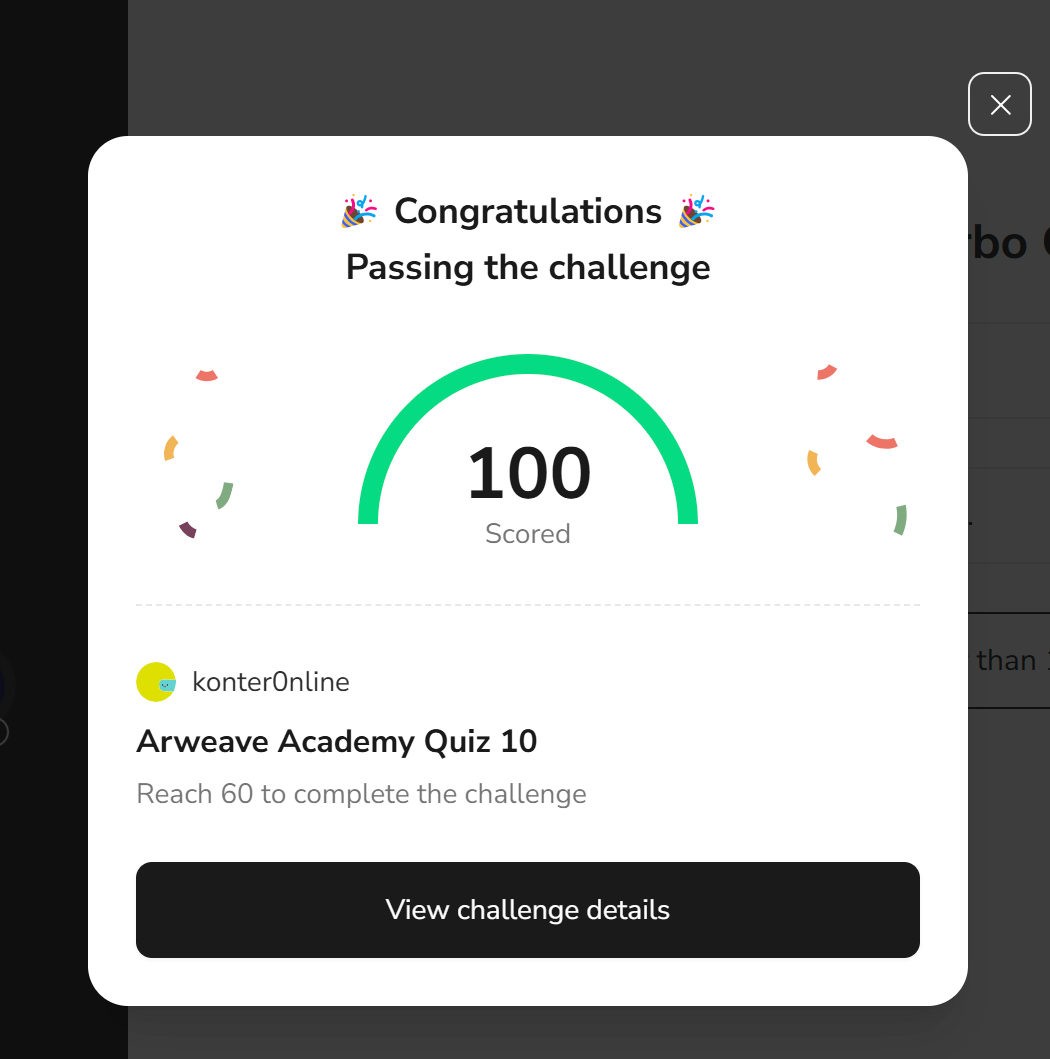 🎉 Congratulations 🎉
Passing the challenge
100
Scored
konter0nline
Arweave Academy Quiz 10
Reach 60 to complete the challenge
View challenge details
than